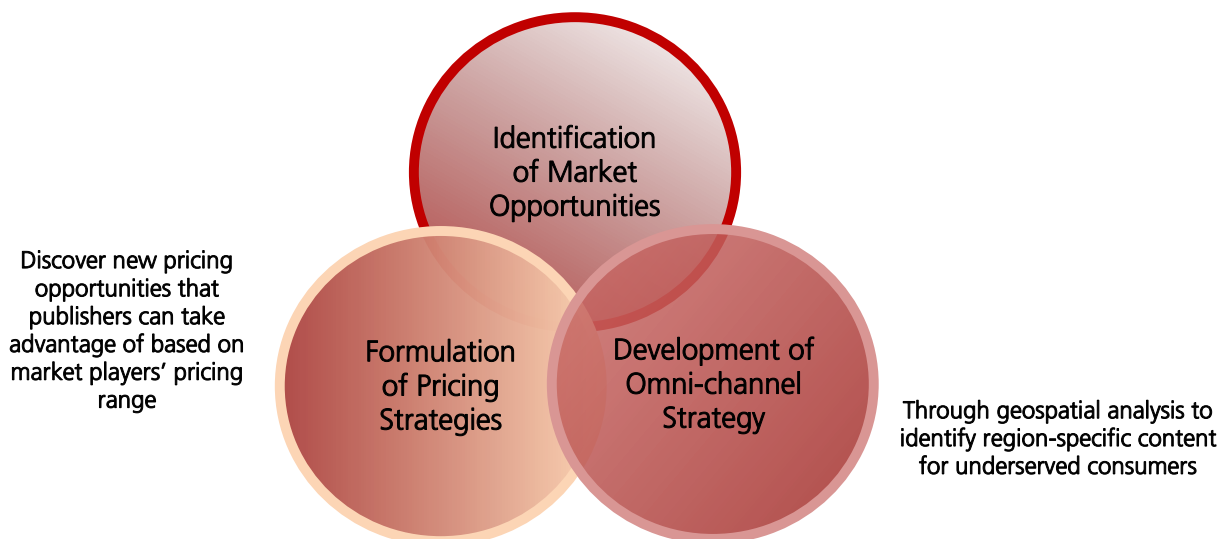 Identification
of Market
Opportunities
Discover new pricing
opportunities that
publishers can take
advantage of based on
market players’ pricing
range
Formulation
of Pricing
Strategies
Development of
Omni-channel
Strategy
Through geospatial analysis to
identify region-specific content
for underserved consumers